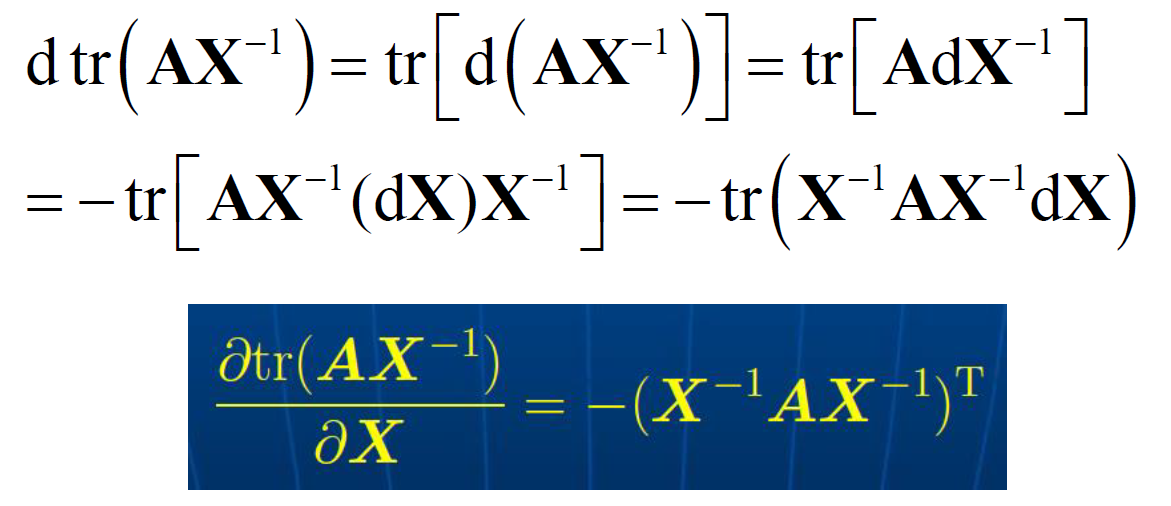 d tr(AX⁻¹) = tr[d(AX⁻¹)] = tr[AdX⁻¹]
= − tr[AX⁻¹(dX)X⁻¹] = − tr(X⁻¹AX⁻¹dX)
∂tr(AX⁻¹)/∂X = −(X⁻¹AX⁻¹)ᵀ